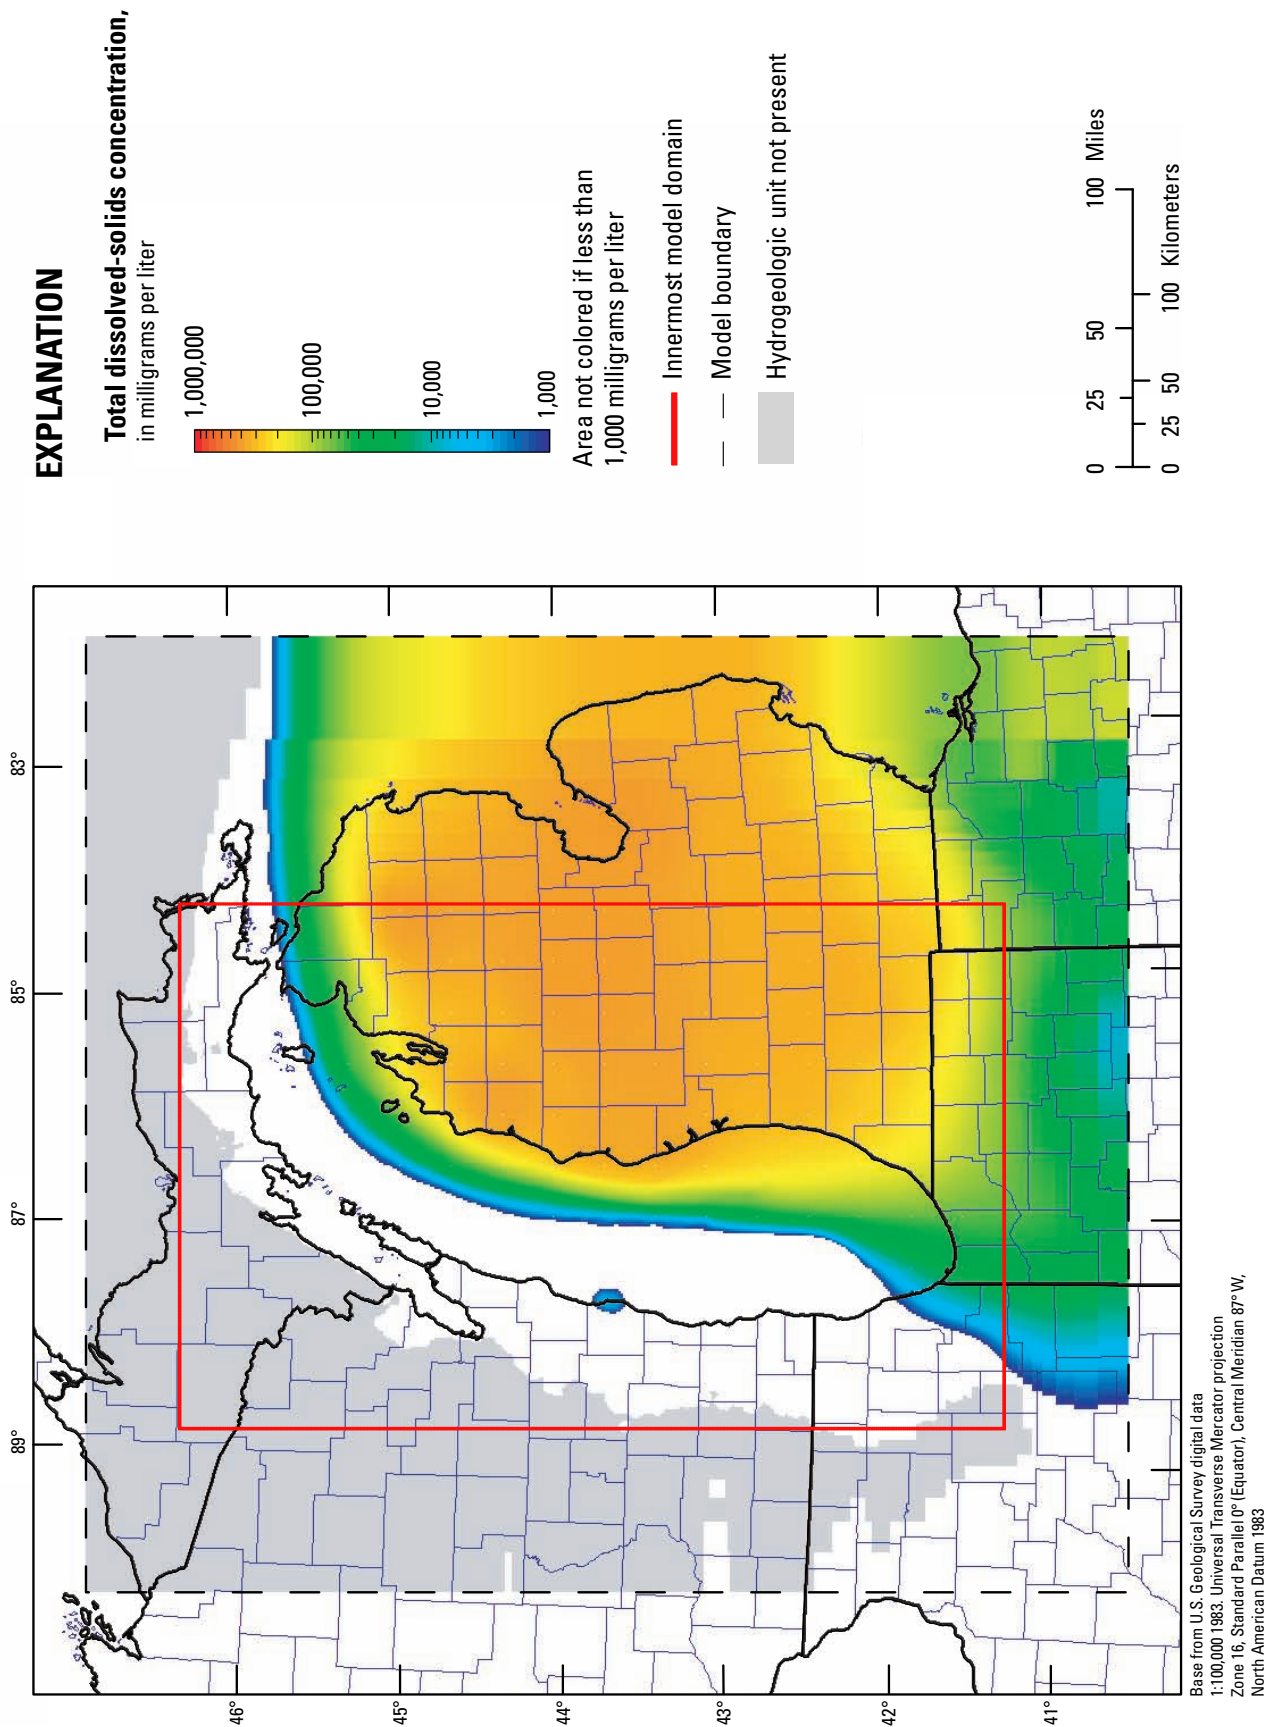 EXPLANATION
Total dissolved-solids concentration,
in milligrams per liter
1,000,000
100,000
10,000
1,000
Area not colored if less than
1,000 milligrams per liter
Innermost model domain
Model boundary
Hydrogeologic unit not present
0 25 50 100 Miles
0 25 50 100 Kilometers
89° 87° 85° 83°
46°
45°
44°
43°
42°
41°
Base from U.S. Geological Survey digital data
1:100,000 1983. Universal Transverse Mercator projection
Zone 16, Standard Parallel 0° (Equator), Central Meridian 87° W,
North American Datum 1983